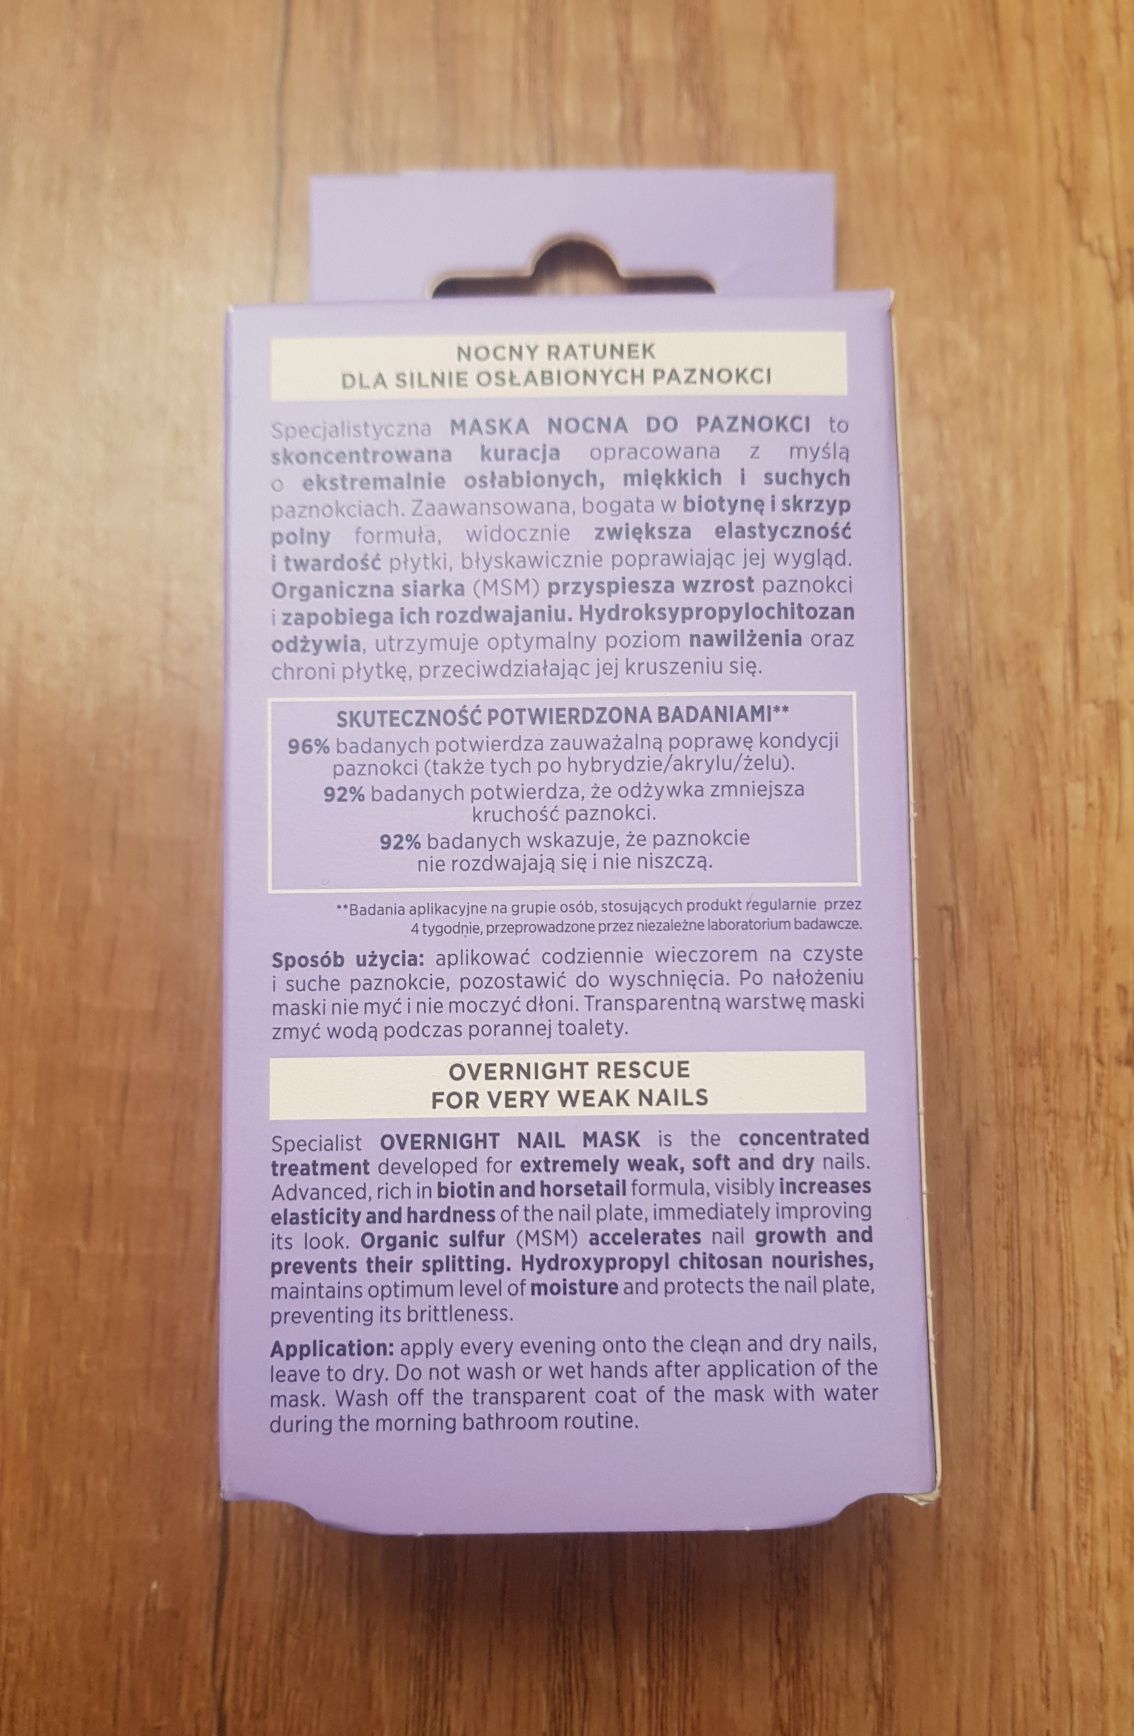 NOCNY RATUNEK
DLA SILNIE OSŁABIONYCH PAZNOKCI
Specjalistyczna MASKA NOCNA DO PAZNOKCI to
skoncentrowana kuracja opracowana z myślą
o ekstremalnie osłabionych, miękkich i suchych
paznokciach. Zaawansowana, bogata w biotynę i skrzyp
polny formuła, widocznie zwiększa elastyczność
i twardość płytki, błyskawicznie poprawiając jej wygląd.
Organiczna siarka (MSM) przyspiesza wzrost paznokci
i zapobiega ich rozdwajaniu. Hydroksypropylochitozan
odżywia, utrzymuje optymalny poziom nawilżenia oraz
chroni płytkę, przeciwdziałając jej kruszeniu się.
SKUTECZNOŚĆ POTWIERDZONA BADANIAMI**
96% badanych potwierdza zauważalną poprawę kondycji
paznokci (także tych po hybrydzie/akrylu/żelu).
92% badanych potwierdza, że odżywka zmniejsza
kruchość paznokci.
92% badanych wskazuje, że paznokcie
nie rozdwajają się i nie niszczą.
**Badania aplikacyjne na grupie osób, stosujących produkt regularnie przez
4 tygodnie, przeprowadzone przez niezależne laboratorium badawcze.
Sposób użycia: aplikować codziennie wieczorem na czyste
i suche paznokcie, pozostawić do wyschnięcia. Po nałożeniu
maski nie myć i nie moczyć dłoni. Transparentną warstwę maski
zmyć wodą podczas porannej toalety.
OVERNIGHT RESCUE
FOR VERY WEAK NAILS
Specialist OVERNIGHT NAIL MASK is the concentrated
treatment developed for extremely weak, soft and dry nails.
Advanced, rich in biotin and horsetail formula, visibly increases
elasticity and hardness of the nail plate, immediately improving
its look. Organic sulfur (MSM) accelerates nail growth and
prevents their splitting. Hydroxypropyl chitosan nourishes,
maintains optimum level of moisture and protects the nail plate,
preventing its brittleness.
Application: apply every evening onto the clean and dry nails,
leave to dry. Do not wash or wet hands after application of the
mask. Wash off the transparent coat of the mask with water
during the morning bathroom routine.